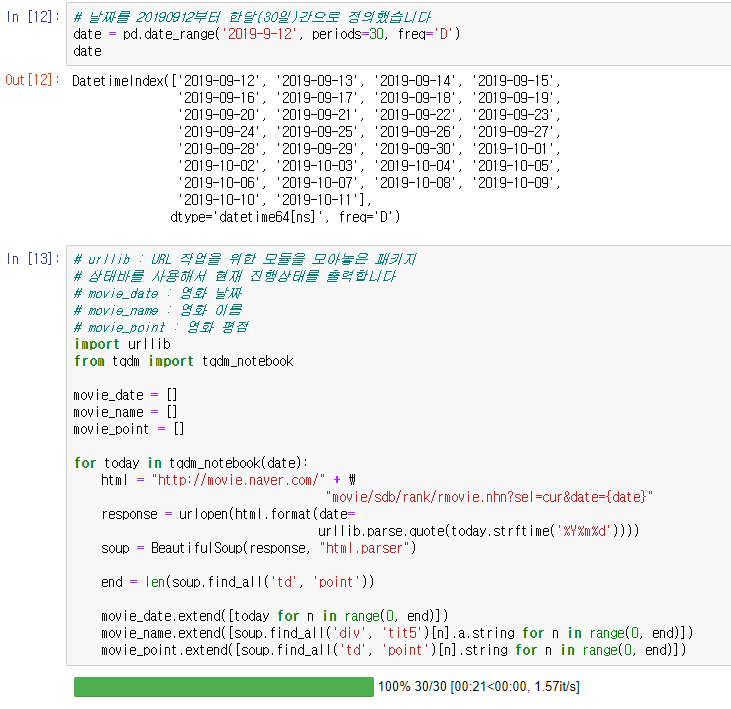 In [12]: # 날짜를 20190912부터 한달(30일)간으로 정의했습니다
date = pd.date_range('2019-9-12', periods=30, freq='D')
date
Out[12]: DatetimeIndex(['2019-09-12', '2019-09-13', '2019-09-14', '2019-09-15',
'2019-09-16', '2019-09-17', '2019-09-18', '2019-09-19',
'2019-09-20', '2019-09-21', '2019-09-22', '2019-09-23',
'2019-09-24', '2019-09-25', '2019-09-26', '2019-09-27',
'2019-09-28', '2019-09-29', '2019-09-30', '2019-10-01',
'2019-10-02', '2019-10-03', '2019-10-04', '2019-10-05',
'2019-10-06', '2019-10-07', '2019-10-08', '2019-10-09',
'2019-10-10', '2019-10-11'],
dtype='datetime64[ns]', freq='D')
In [13]: # urllib : URL 작업을 위한 모듈을 모아놓은 패키지
# 상태바를 사용해서 현재 진행상태를 출력합니다
# movie_date : 영화 날짜
# movie_name : 영화 이름
# movie_point : 영화 평점
import urllib
from tqdm import tqdm_notebook
movie_date = []
movie_name = []
movie_point = []
for today in tqdm_notebook(date):
html = "http://movie.naver.com/" + ₩
"movie/sdb/rank/rmovie.nhn?sel=cur&date={date}"
response = urlopen(html.format(date=
urllib.parse.quote(today.strftime('%Y%m%d'))))
soup = BeautifulSoup(response, "html.parser")
end = len(soup.find_all('td', 'point'))
movie_date.extend([today for n in range(0, end)])
movie_name.extend([soup.find_all('div', 'tit5')[n].a.string for n in range(0, end)])
movie_point.extend([soup.find_all('td', 'point')[n].string for n in range(0, end)])
100% 30/30 [00:21<00:00, 1.57it/s]